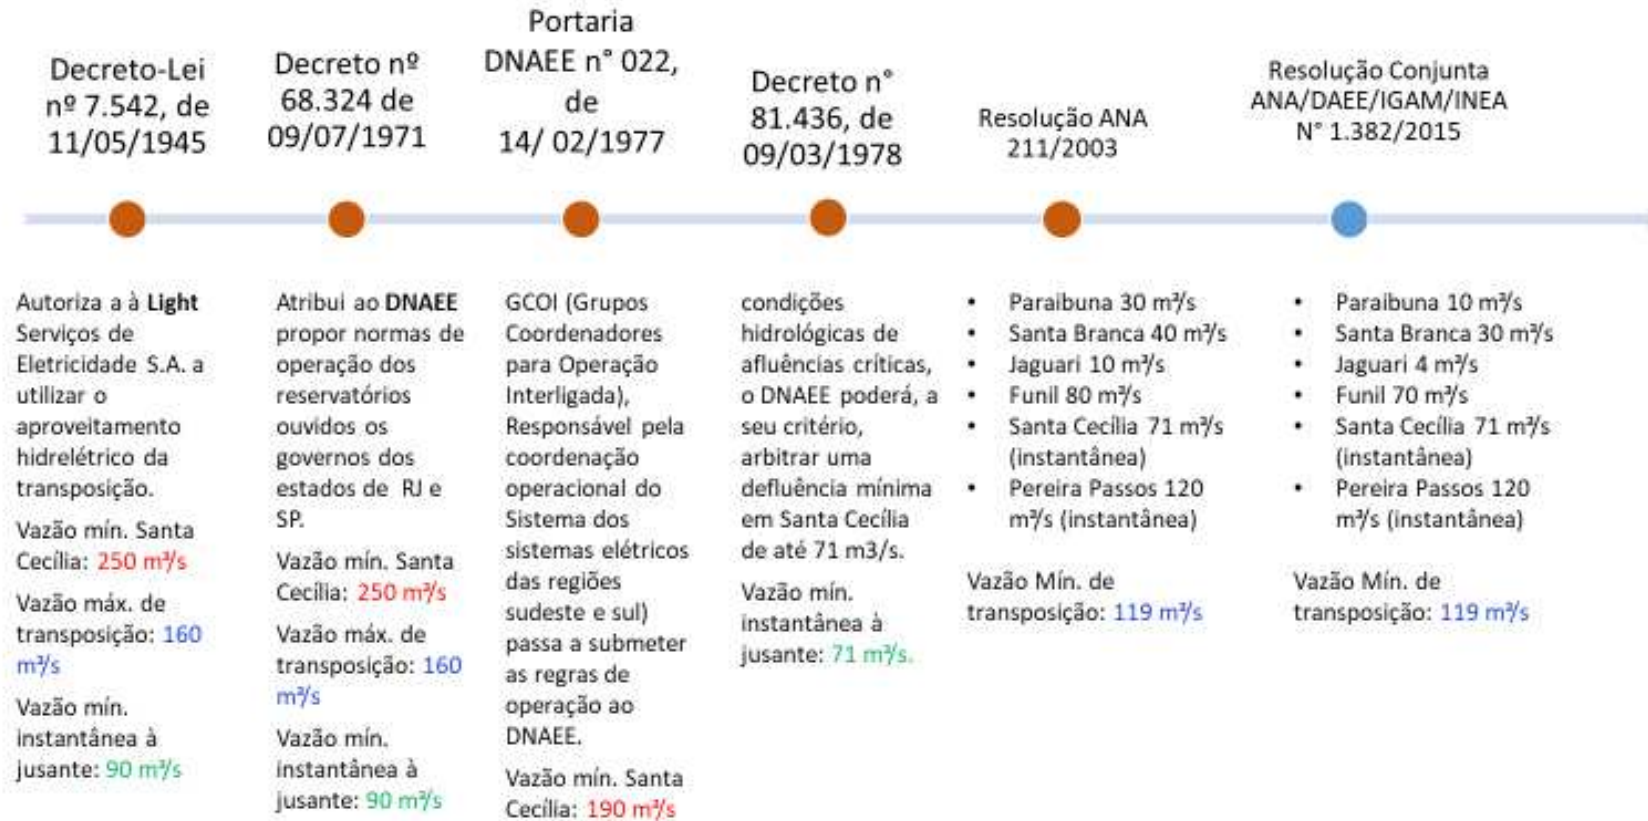 Decreto-Lei
nº 7.542, de
11/05/1945
Autoriza a à Light
Serviços de
Eletricidade S.A. a
utilizar o
aproveitamento
hidrelétrico da
transposição.
Vazão mín. Santa
Cecília: 250 m³/s
Vazão máx. de
transposição: 160
m³/s
Vazão mín.
instantânea à
jusante: 90 m³/s
Decreto nº
68.324 de
09/07/1971
Atribui ao DNAEE
propor normas de
operação dos
reservatórios
ouvidos os
governos dos
estados de RJ e
SP.
Vazão mín. Santa
Cecília: 250 m³/s
Vazão máx. de
transposição: 160
m³/s
Vazão mín.
instantânea à
jusante: 90 m³/s
Portaria
DNAEE n° 022,
de
14/ 02/1977
GCOI (Grupos
Coordenadores
para Operação
Interligada),
Responsável pela
coordenação
operacional do
Sistema dos
sistemas elétricos
das regiões
sudeste e sul)
passa a submeter
as regras de
operação ao
DNAEE.
Vazão mín. Santa
Cecília: 190 m³/s
Decreto n°
81.436, de
09/03/1978
condições
hidrológicas de
afluências críticas,
o DNAEE poderá, a
seu critério,
arbitrar uma
defluência mínima
em Santa Cecília
de até 71 m3/s.
Vazão mín.
instantânea à
jusante: 71 m³/s.
Resolução ANA
211/2003
• Paraibuna 30 m³/s
• Santa Branca 40 m³/s
• Jaguari 10 m³/s
• Funil 80 m³/s
• Santa Cecília 71 m³/s
(instantânea)
• Pereira Passos 120
m³/s (instantânea)
Vazão Mín. de
transposição: 119 m³/s
Resolução Conjunta
ANA/DAEE/IGAM/INEA
N° 1.382/2015
• Paraibuna 10 m³/s
• Santa Branca 30 m³/s
• Jaguari 4 m³/s
• Funil 70 m³/s
• Santa Cecília 71 m³/s
(instantânea)
• Pereira Passos 120
m³/s (instantânea)
Vazão Mín. de
transposição: 119 m³/s